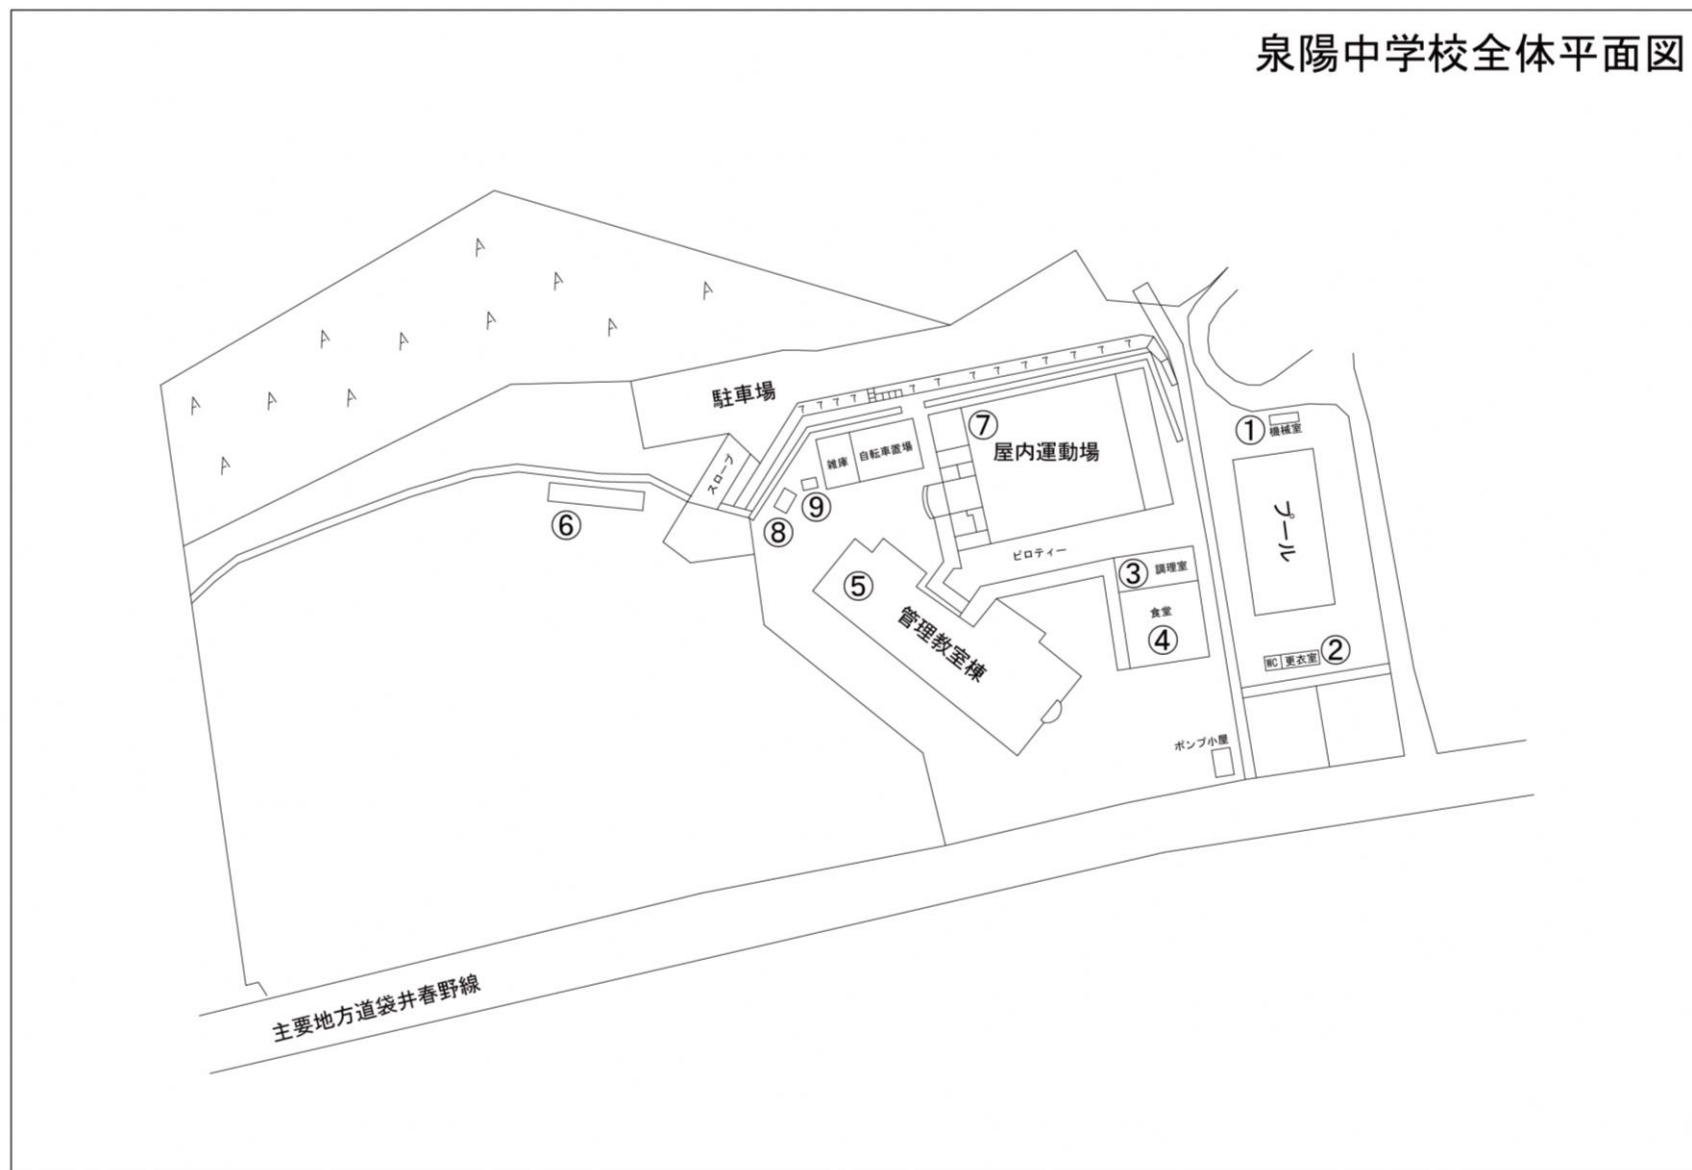 泉陽中学校全体平面図
駐車場
スロープ
雑庫
自転車置場
⑦
屋内運動場
①
機械室
プール
⑥
⑧
⑨
ピロティー
③
調理室
食堂
④
⑤
管理教室棟
WC
更衣室
②
ポンプ小屋
主要地方道袋井春野線